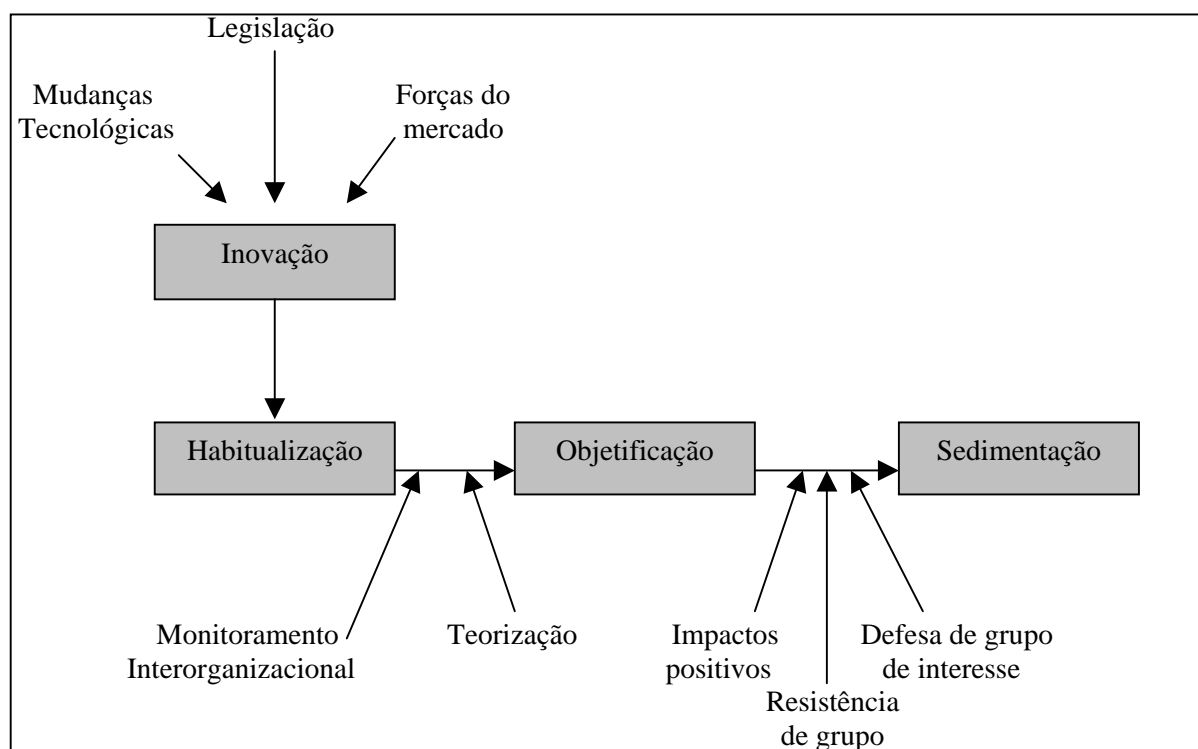 Legislação
Mudanças
Tecnológicas
Forças do
mercado
Inovação
Habitualização
Objetificação
Sedimentação
Monitoramento
Interorganizacional
Teorização
Impactos
positivos
Defesa de grupo
de interesse
Resistência
de grupo